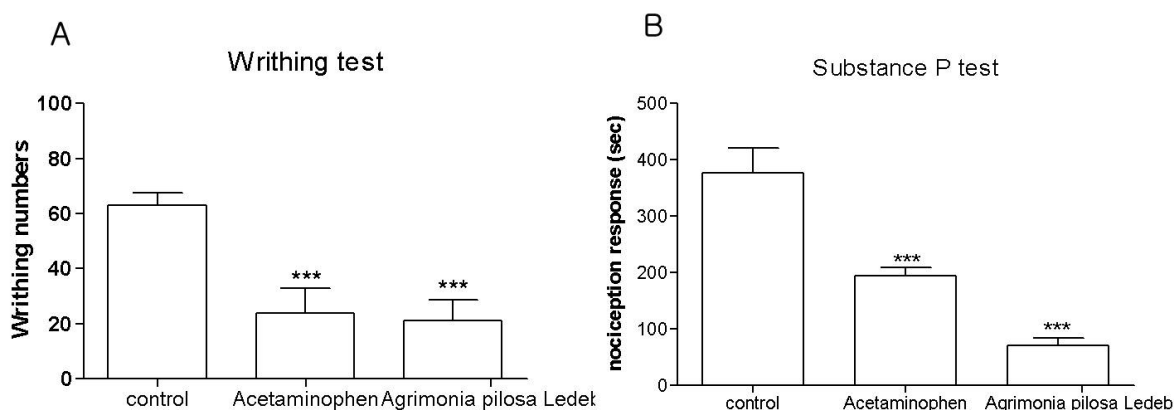 A
Writhing test
Writhing numbers
100
80
60
40
20
0
***
***
control Acetaminophen Agrimonia pilosa Ledeb
B
Substance P test
nociception response (sec)
500
400
300
200
100
0
***
***
control Acetaminophen Agrimonia pilosa Ledeb